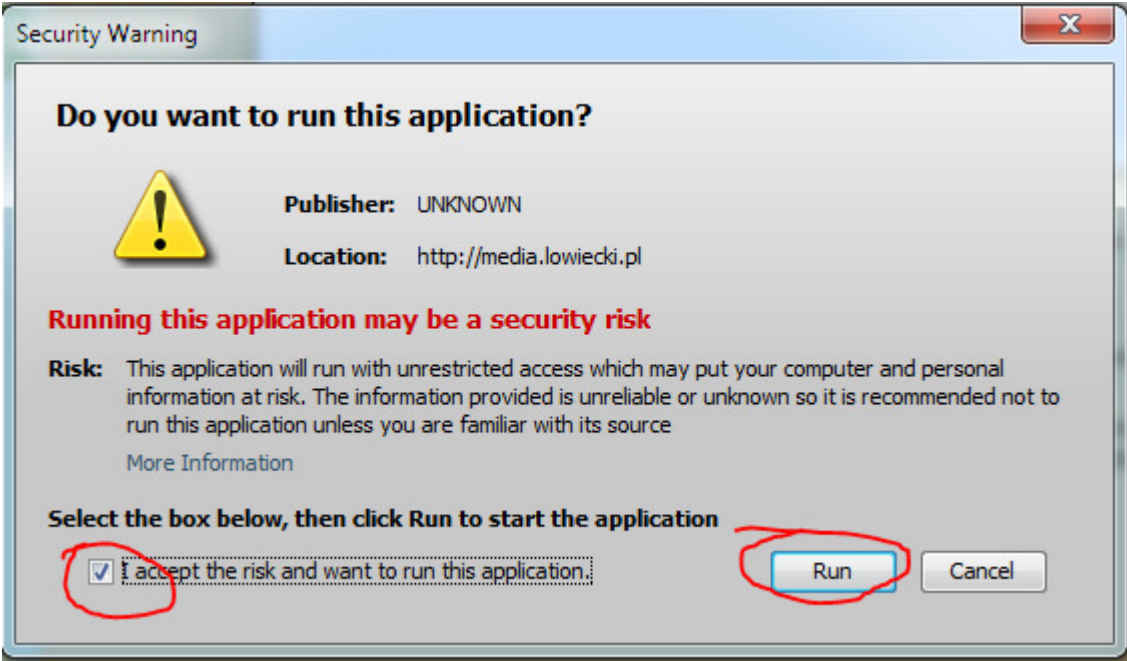 Security Warning
Do you want to run this application?
Publisher: UNKNOWN
Location: http://media.lowiecki.pl
Running this application may be a security risk
Risk: This application will run with unrestricted access which may put your computer and personal
information at risk. The information provided is unreliable or unknown so it is recommended not to
run this application unless you are familiar with its source
More Information
Select the box below, then click Run to start the application
I accept the risk and want to run this application.
Run Cancel